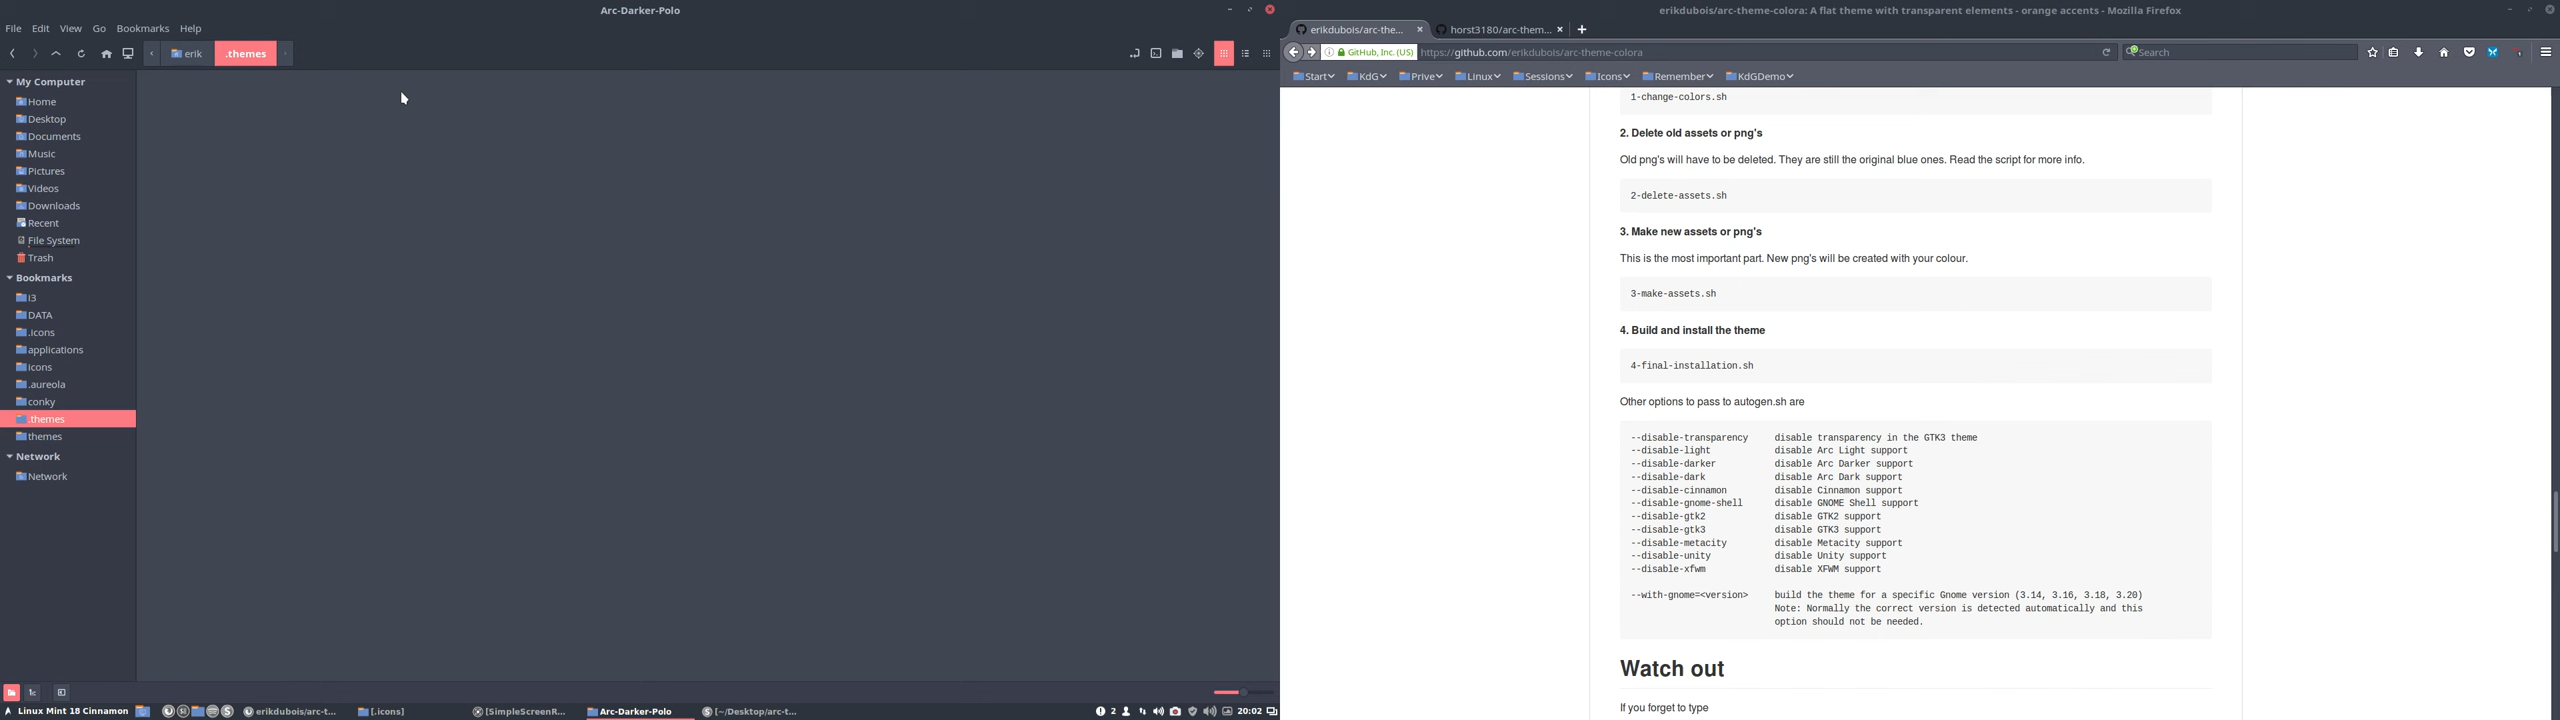 Arc-Darker-Polo
File Edit View Go Bookmarks Help
erik .themes
My Computer
Home
Desktop
Documents
Music
Pictures
Videos
Downloads
Recent
File System
Trash
Bookmarks
I3
DATA
.icons
applications
icons
.aureola
conky
.themes
themes
Network
Network
erikdubois/arc-theme-colora: A flat theme with transparent elements - orange accents - Mozilla Firefox
erikdubois/arc-the... horst3180/arc-them...
GitHub, Inc. (US) https://github.com/erikdubois/arc-theme-colora Search
Start KdG Prive Linux Sessions Icons Remember KdGDemo
1-change-colors.sh
2. Delete old assets or png's
Old png's will have to be deleted. They are still the original blue ones. Read the script for more info.
2-delete-assets.sh
3. Make new assets or png's
This is the most important part. New png's will be created with your colour.
3-make-assets.sh
4. Build and install the theme
4-final-installation.sh
Other options to pass to autogen.sh are
--disable-transparency disable transparency in the GTK3 theme
--disable-light disable Arc Light support
--disable-darker disable Arc Darker support
--disable-dark disable Arc Dark support
--disable-cinnamon disable Cinnamon support
--disable-gnome-shell disable GNOME Shell support
--disable-gtk2 disable GTK2 support
--disable-gtk3 disable GTK3 support
--disable-metacity disable Metacity support
--disable-unity disable Unity support
--disable-xfwm disable XFWM support
--with-gnome=<version> build the theme for a specific Gnome version (3.14, 3.16, 3.18, 3.20)
Note: Normally the correct version is detected automatically and this
option should not be needed.
Watch out
If you forget to type
Linux Mint 18 Cinnamon erikdubois/arc-t... [.icons] [SimpleScreenR... Arc-Darker-Polo [~/Desktop/arc-t... 2 20:02